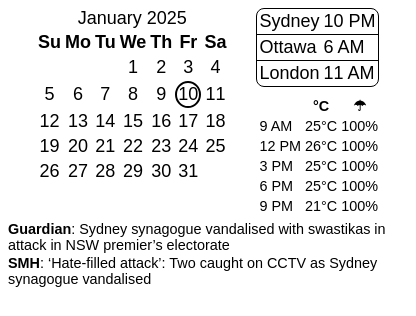 January 2025
Su Mo Tu We Th Fr Sa
1 2 3 4
5 6 7 8 9 10 11
12 13 14 15 16 17 18
19 20 21 22 23 24 25
26 27 28 29 30 31
Sydney 10 PM
Ottawa 6 AM
London 11 AM
°C ☂
9 AM 25°C 100%
12 PM 26°C 100%
3 PM 25°C 100%
6 PM 25°C 100%
9 PM 21°C 100%
Guardian: Sydney synagogue vandalised with swastikas in
attack in NSW premier’s electorate
SMH: ‘Hate-filled attack’: Two caught on CCTV as Sydney
synagogue vandalised